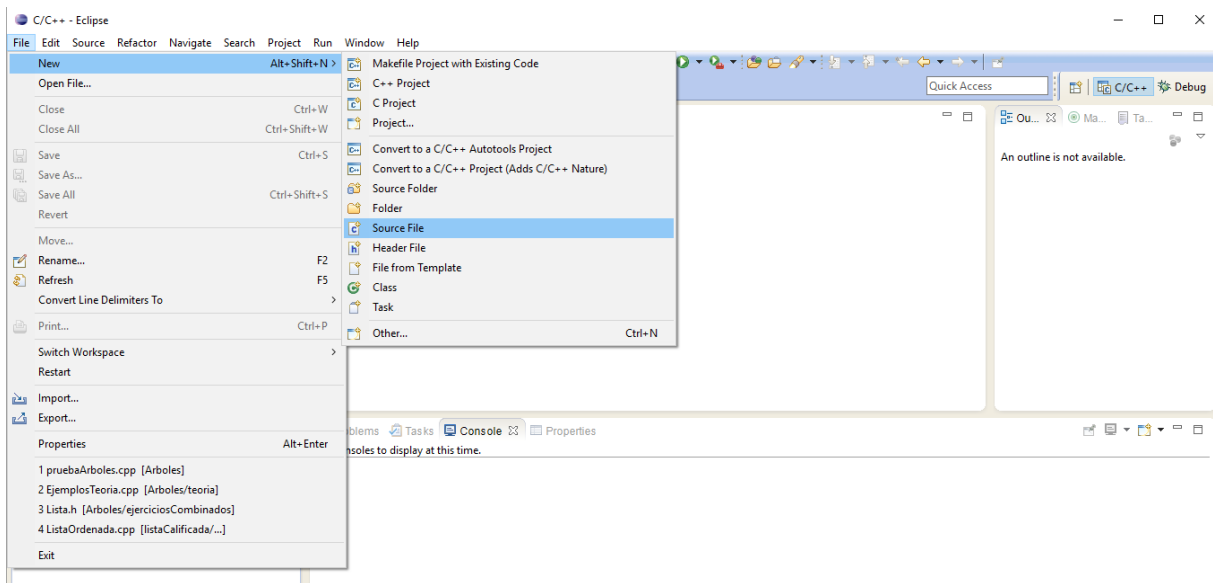 C/C++ - Eclipse
File Edit Source Refactor Navigate Search Project Run Window Help
New Alt+Shift+N >
Open File...
Close Ctrl+W
Close All Ctrl+Shift+W
Save Ctrl+S
Save As...
Save All Ctrl+Shift+S
Revert
Move...
Rename... F2
Refresh F5
Convert Line Delimiters To >
Print... Ctrl+P
Switch Workspace >
Restart
Import...
Export...
Properties Alt+Enter
1 pruebaArboles.cpp [Arboles]
2 EjemplosTeoria.cpp [Arboles/teoria]
3 Lista.h [Arboles/ejerciciosCombinados]
4 ListaOrdenada.cpp [listaCalificada/...]
Exit
Makefile Project with Existing Code
C++ Project
C Project
Project...
Convert to a C/C++ Autotools Project
Convert to a C/C++ Project (Adds C/C++ Nature)
Source Folder
Folder
Source File
Header File
File from Template
Class
Task
Other... Ctrl+N
Quick Access
C/C++ Debug
Ou... Ma... Ta...
An outline is not available.
blems Tasks Console Properties
nsoles to display at this time.